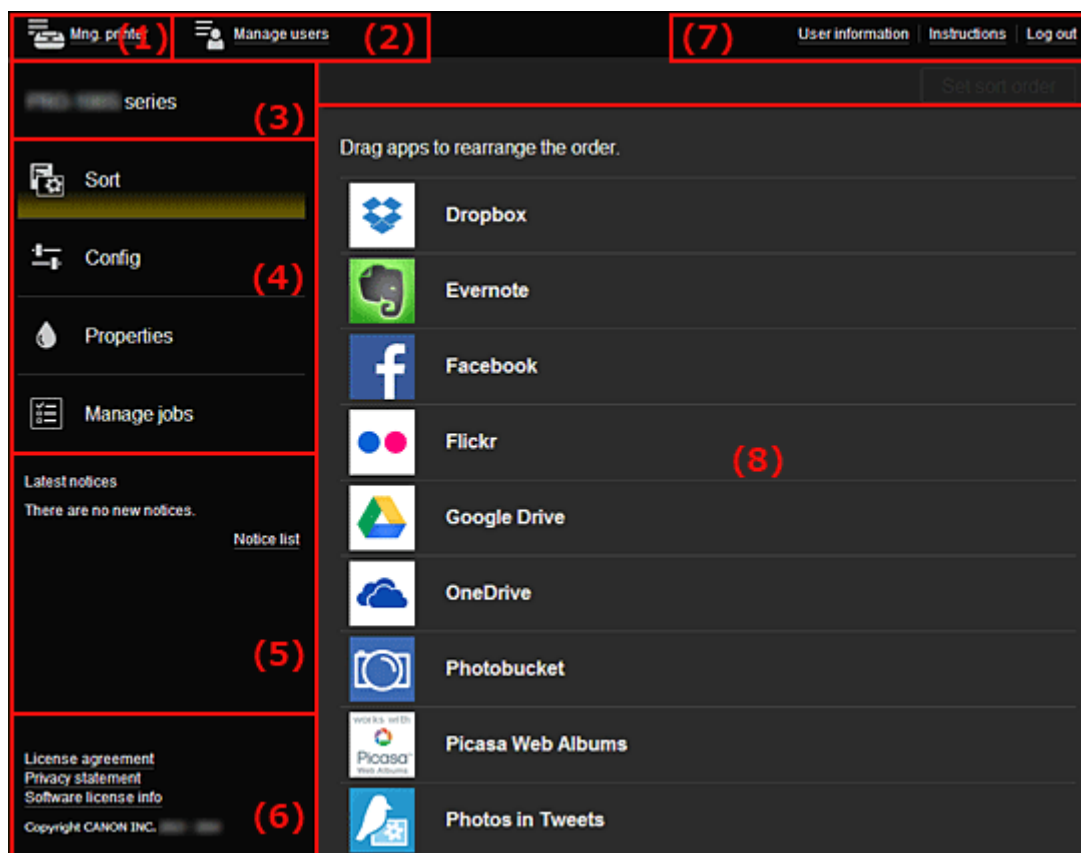 Mng. printer (1)
Manage users (2)
(7) User information Instructions Log out
series
(3)
Set sort order
Sort
Config
(4)
Properties
Manage jobs
Latest notices
There are no new notices.
Notice list
(5)
License agreement
Privacy statement
Software license info
Copyright CANON INC.
(6)
Drag apps to rearrange the order.
Dropbox
Evernote
Facebook
Flickr
(8)
Google Drive
OneDrive
Photobucket
works with
Picasa
Web Albums
Picasa Web Albums
Photos in Tweets